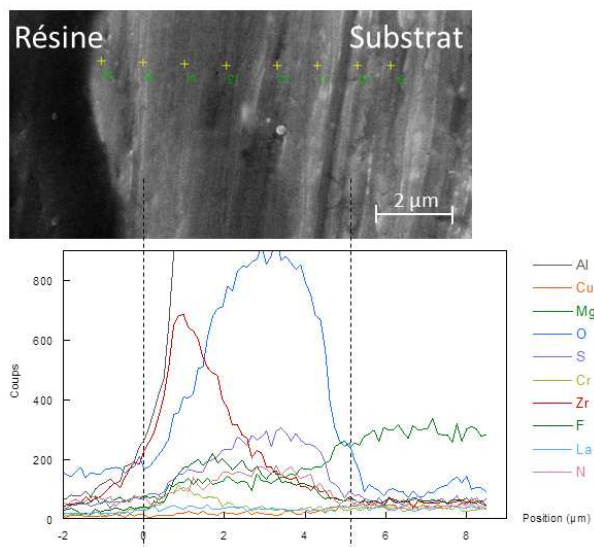 Résine Substrat
2 µm
800
600
400
200
0
-2 0 2 4 6 8
Coups
Position (µm)
Al
Cu
Mg
O
S
Cr
Zr
F
La
N